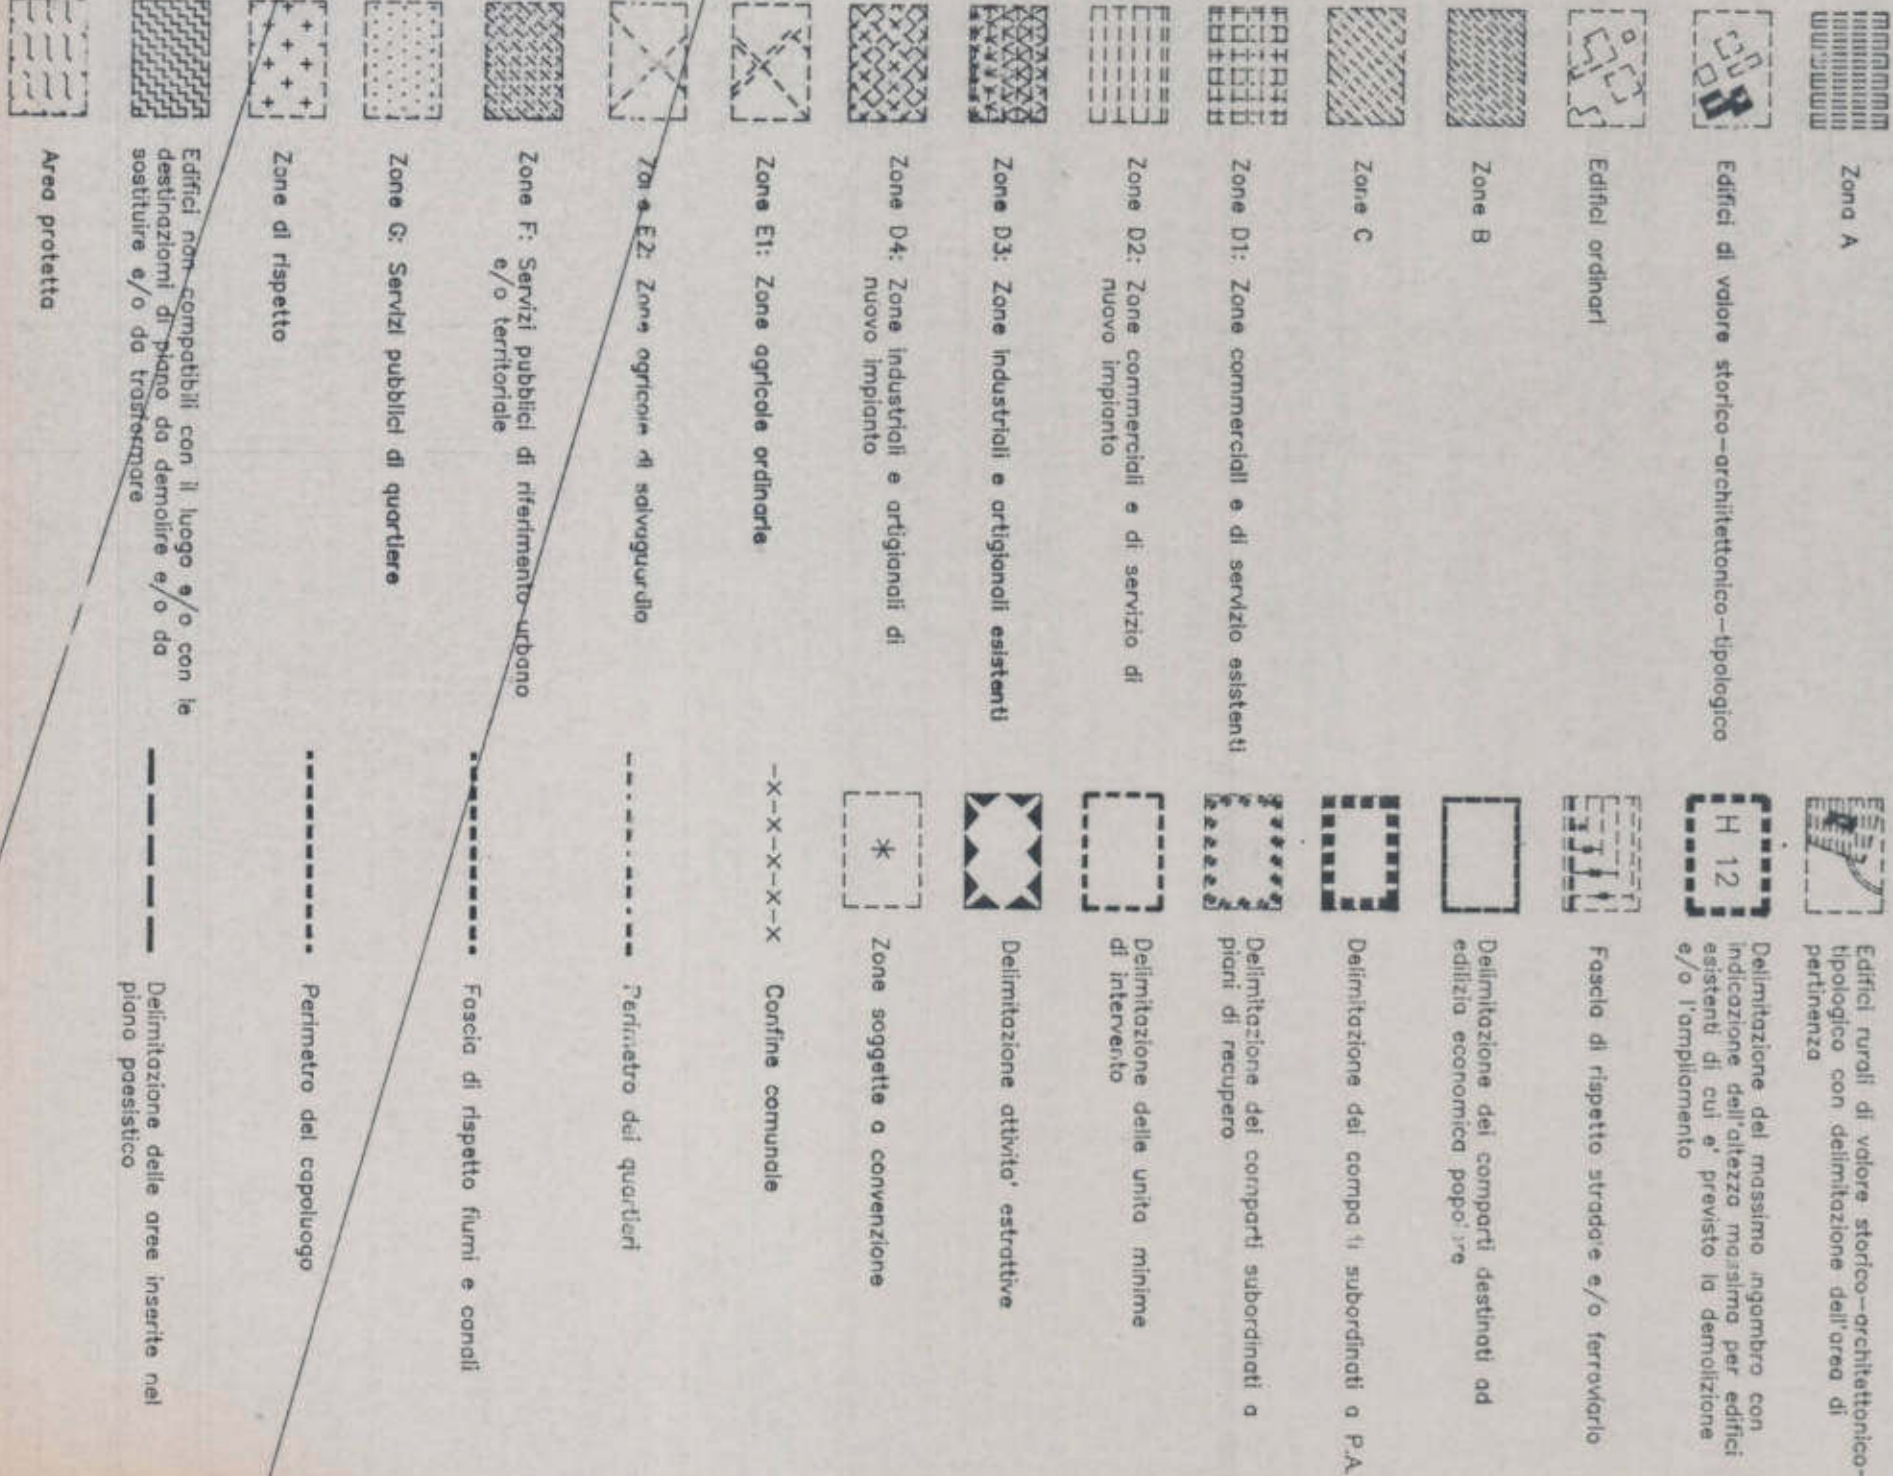 Zona A
Edifici di valore storico-architettonico-tipologico
Edifici ordinari
Zone B
Zone C
Zone D1: Zone commerciali e di servizio esistenti
Zone D2: Zone commerciali e di servizio di
nuovo impianto
Zone D3: Zone industriali e artigianali esistenti
Zone D4: Zone industriali e artigianali di
nuovo impianto
Zone E1: Zone agricole ordinarie
Zone E2: Zone agricole di salvaguardia
Zone F: Servizi pubblici di riferimento urbano
e/o territoriale
Zone G: Servizi pubblici di quartiere
Zone di rispetto
Edifici non compatibili con il luogo e/o con le
destinazioni di piano da demolire e/o da
sostituire e/o da trasformare
Area protetta
Edifici rurali di valore storico-architettonico-
tipologico con delimitazione dell'area di
pertinenza
H 12
Delimitazione del massimo ingombro con
indicazione dell'altezza massima per edifici
esistenti di cui e' previsto la demolizione
e/o l'ampliamento
Fascia di rispetto stradale e/o ferroviario
Delimitazione dei comparti destinati ad
edilizia economica popolare
Delimitazione dei comparti subordinati a P.A.
Delimitazione dei comparti subordinati a
piani di recupero
Delimitazione delle unita minime
di intervento
Delimitazione attivita' estrattive
* Zone soggette a convenzione
-x-x-x-x-x-x Confine comunale
Perimetro dei quartieri
Fascia di rispetto fiumi e canali
Perimetro del capoluogo
Delimitazione delle aree inserite nel
piano paesistico